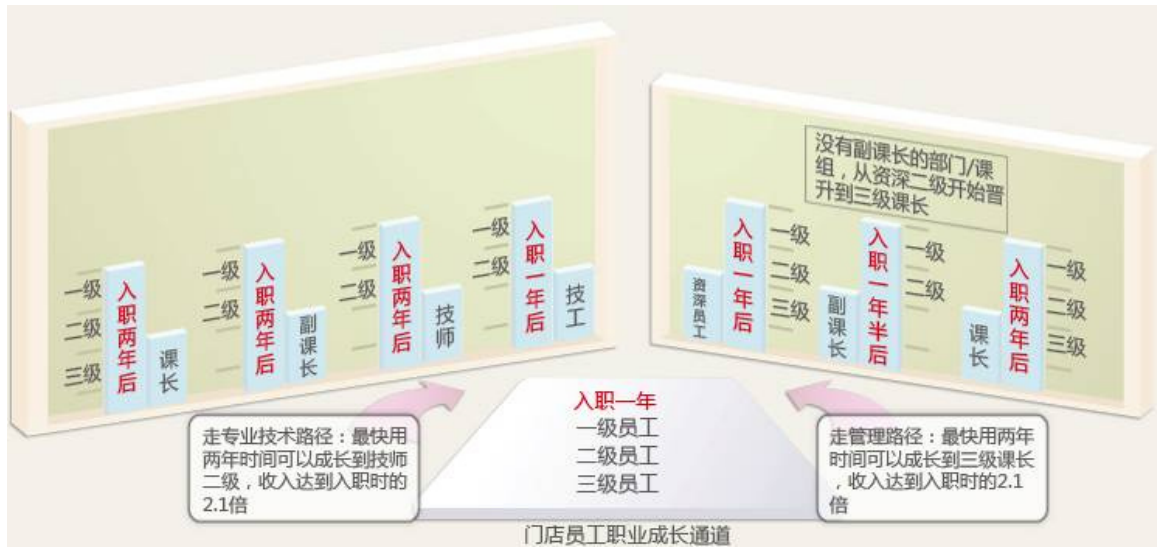 一级
二级
三级
入职两年后
课长
一级
二级
入职两年后
副课长
一级
二级
入职两年后
技师
一级
二级
入职一年后
技工
没有副课长的部门/课
组，从资深二级开始晋
升到三级课长
资深员工
入职一年后
一级
二级
三级
副课长
入职一年半后
一级
二级
课长
入职两年后
一级
二级
三级
走专业技术路径：最快用
两年时间可以成长到技师
二级，收入达到入职时的
2.1倍
入职一年
一级员工
二级员工
三级员工
走管理路径：最快用两年
时间可以成长到三级课长
，收入达到入职时的2.1
倍
门店员工职业成长通道